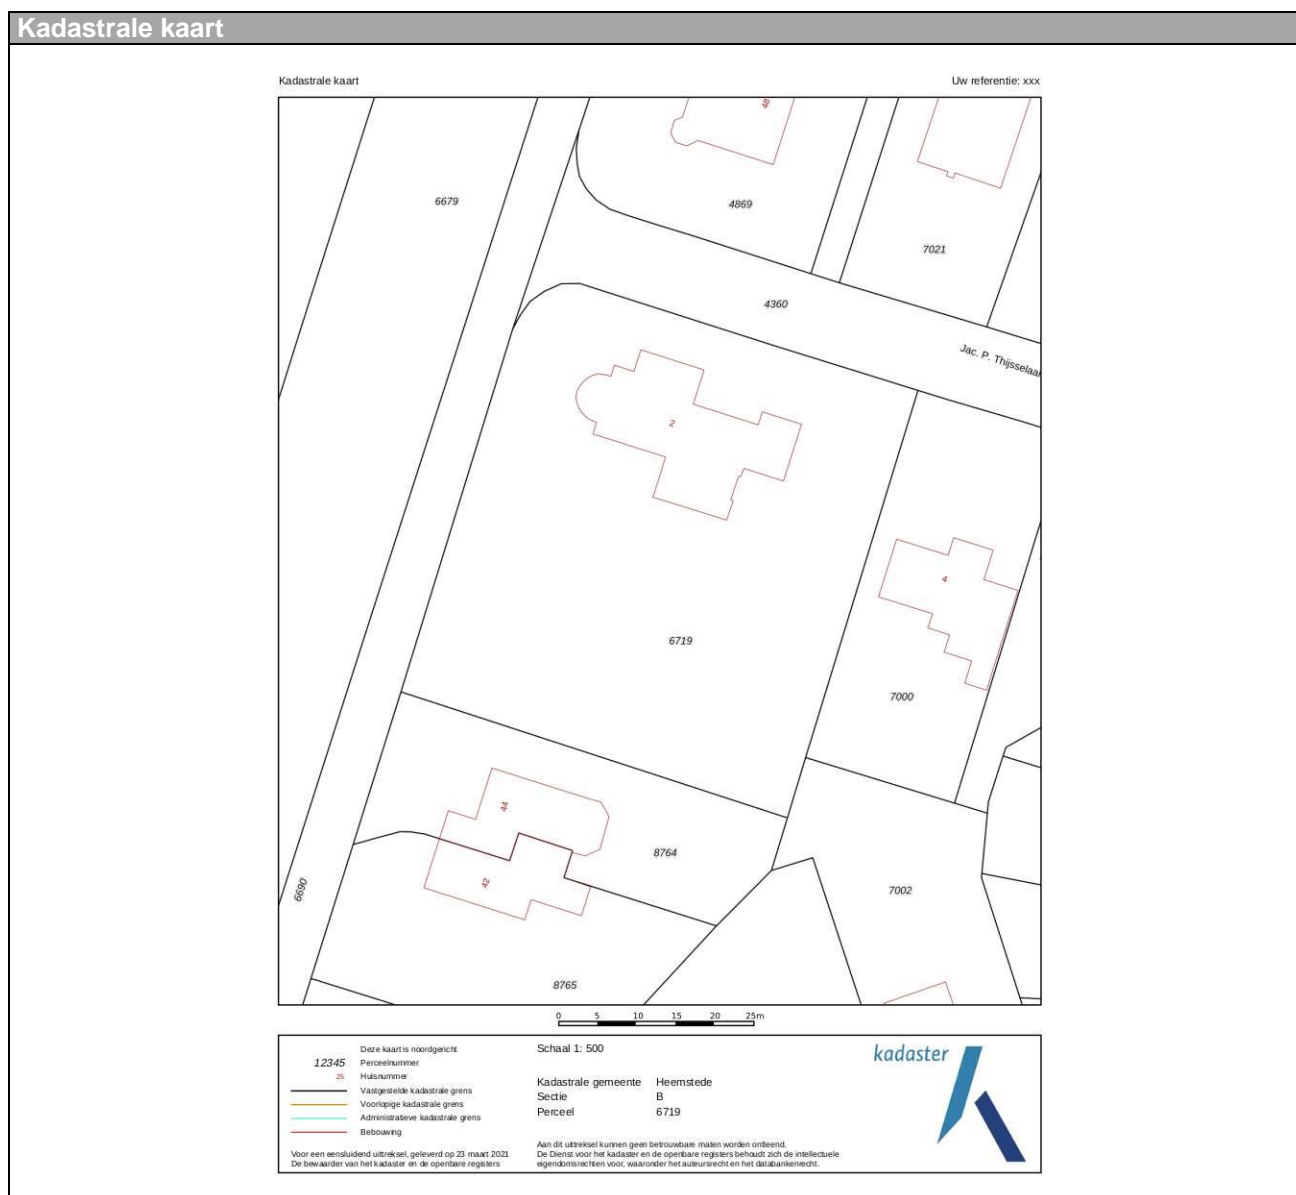 Kadastrale kaart
Kadastrale kaart
Uw referentie: xxx
48
6679
4869
7021
4360
Jac. P. Thijsselaan
2
4
6719
7000
44
8764
42
7002
6690
8765
0 5 10 15 20 25m
Deze kaart is noordgericht
12345 Perceelnummer
25 Huisnummer
Vastgestelde kadastrale grens
Voorlopige kadastrale grens
Administratieve kadastrale grens
Bebouwing
Voor een eensluidend uittreksel, geleverd op 23 maart 2021
De bewaarder van het kadaster en de openbare registers
Schaal 1: 500
Kadastrale gemeente Heemstede
Sectie B
Perceel 6719
Aan dit uittreksel kunnen geen betrouwbare maten worden ontleend.
De Dienst voor het kadaster en de openbare registers behoudt zich de intellectuele
eigendomsrechten voor, waaronder het auteursrecht en het databankenrecht.
kadaster